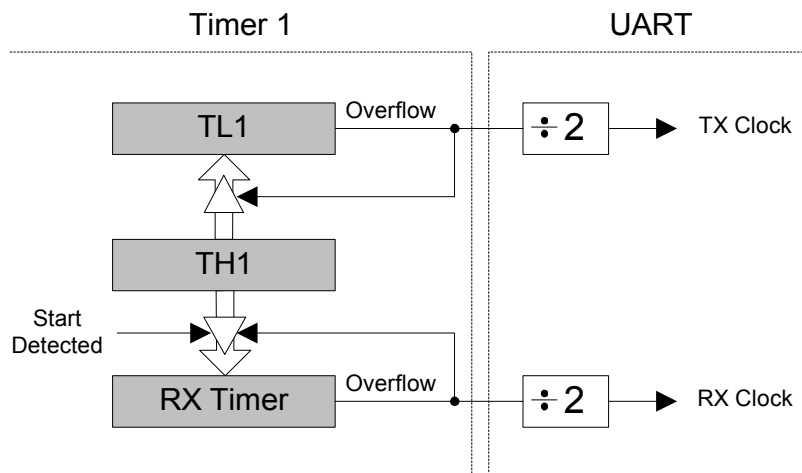 Timer 1
UART
TL1
Overflow
÷ 2
TX Clock
TH1
Start
Detected
RX Timer
Overflow
÷ 2
RX Clock